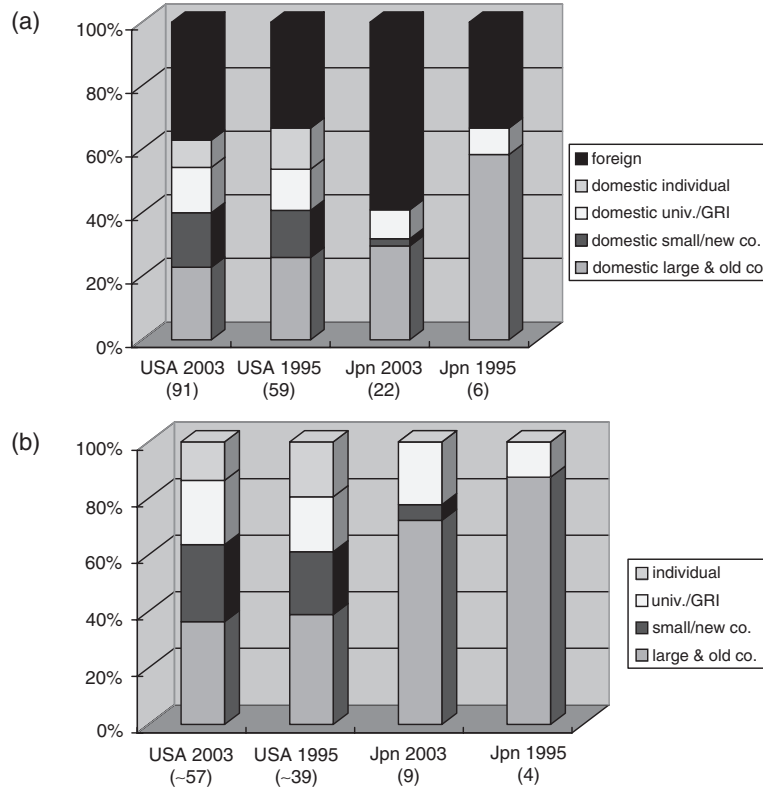 (a)
100%
80%
60%
40%
20%
0%
USA 2003 USA 1995 Jpn 2003 Jpn 1995
(91) (59) (22) (6)
foreign
domestic individual
domestic univ./GRI
domestic small/new co.
domestic large & old co
(b)
100%
80%
60%
40%
20%
0%
USA 2003 USA 1995 Jpn 2003 Jpn 1995
(~57) (~39) (9) (4)
individual
univ./GRI
small/new co.
large & old co.